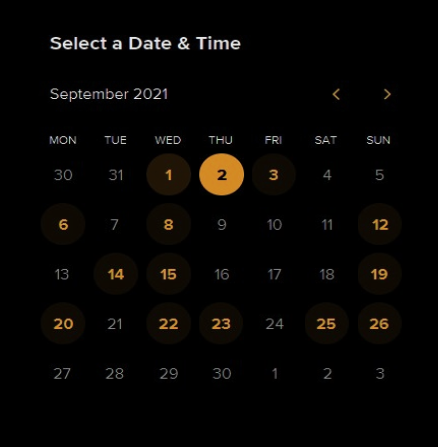 Select a Date & Time
September 2021
MON TUE WED THU FRI SAT SUN
30 31 1 2 3 4 5
6 7 8 9 10 11 12
13 14 15 16 17 18 19
20 21 22 23 24 25 26
27 28 29 30 1 2 3